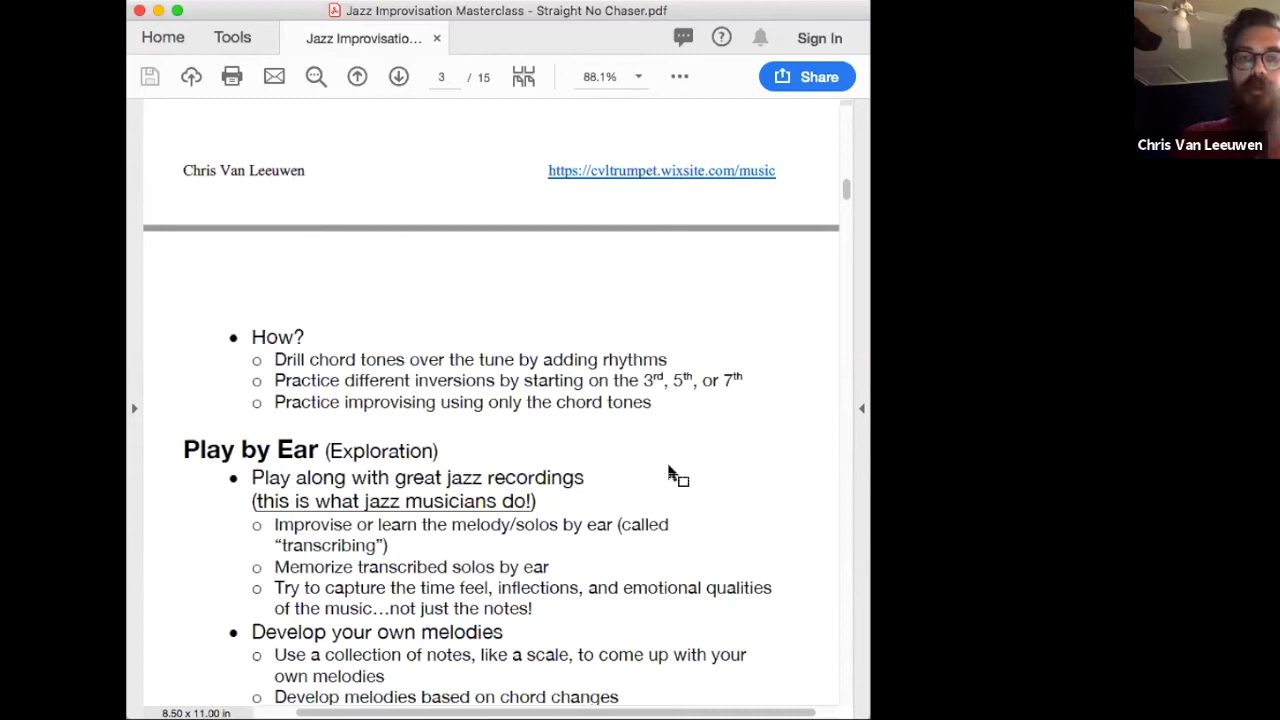 Jazz Improvisation Masterclass - Straight No Chaser.pdf
Home Tools Jazz Improvisatio... × Sign In
3 / 15 88.1% Share
Chris Van Leeuwen
Chris Van Leeuwen https://cvltrumpet.wixsite.com/music
• How?
o Drill chord tones over the tune by adding rhythms
o Practice different inversions by starting on the 3rd, 5th, or 7th
o Practice improvising using only the chord tones
Play by Ear (Exploration)
• Play along with great jazz recordings
(this is what jazz musicians do!)
o Improvise or learn the melody/solos by ear (called
“transcribing”)
o Memorize transcribed solos by ear
o Try to capture the time feel, inflections, and emotional qualities
of the music…not just the notes!
• Develop your own melodies
o Use a collection of notes, like a scale, to come up with your
own melodies
o Develop melodies based on chord changes
8.50 x 11.00 in